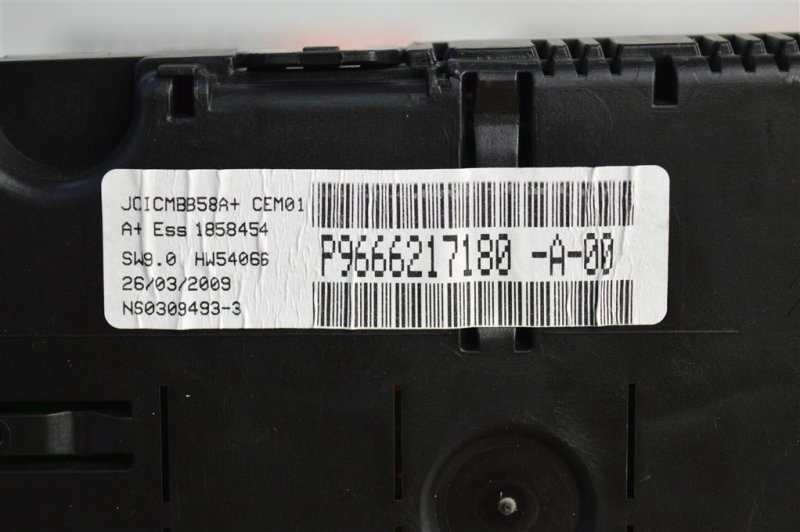 JCICMBB58A+ CEM01
A+ Ess 1858454
SW9.0 HW54066
26/03/2009
NS0309493-3
P9666217180 -A-00